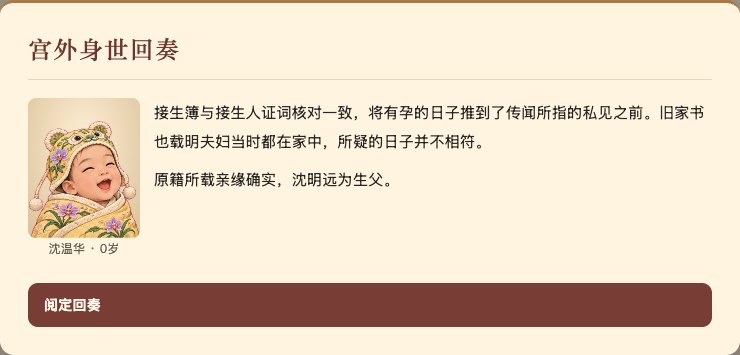 宫外身世回奏
接生簿与接生人证词核对一致，将有孕的日子推到了传闻所指的私见之前。旧家书
也载明夫妇当时都在家中，所疑的日子并不相符。
原籍所载亲缘确实，沈明远为生父。
沈温华 · 0岁
阅定回奏